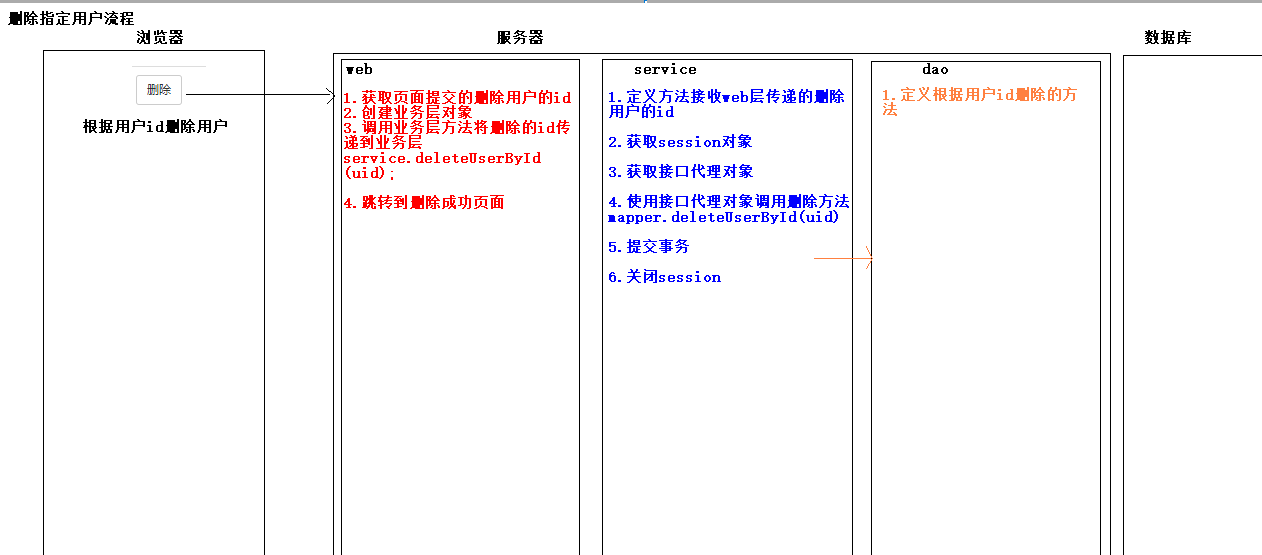 删除指定用户流程
浏览器
服务器
数据库
删除
根据用户id删除用户
web
1.获取页面提交的删除用户的id
2.创建业务层对象
3.调用业务层方法将删除的id传
递到业务层
service.deleteUserById
(uid);
4.跳转到删除成功页面
service
1.定义方法接收web层传递的删除
用户的id
2.获取session对象
3.获取接口代理对象
4.使用接口代理对象调用删除方法
mapper.deleteUserById(uid)
5.提交事务
6.关闭session
dao
1.定义根据用户id删除的方
法